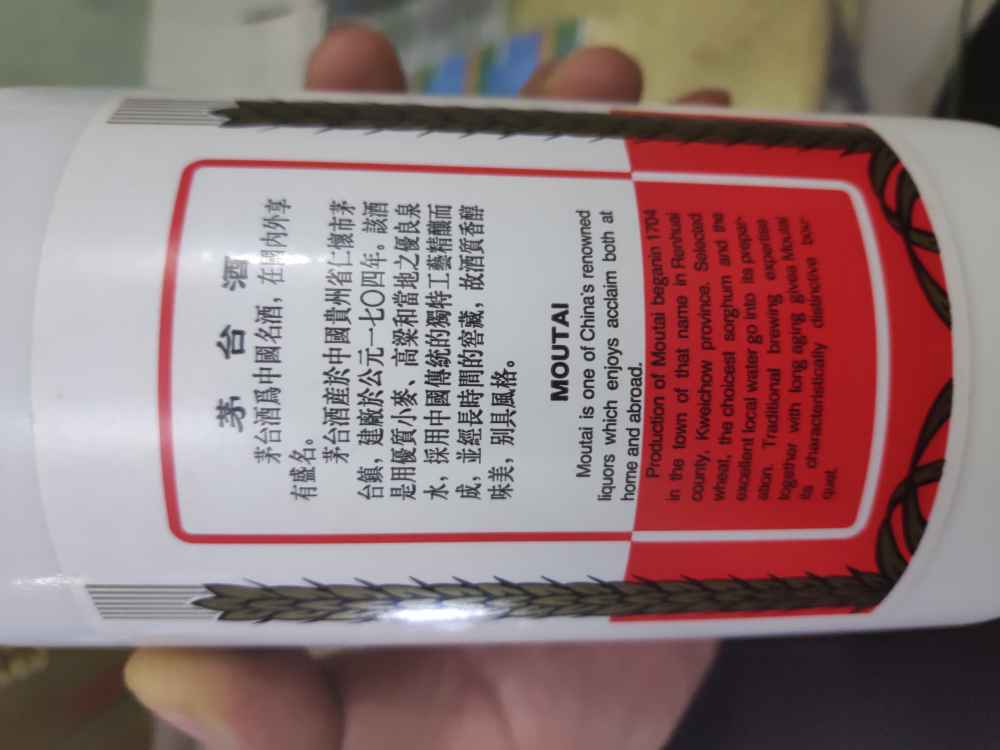 茅台酒
茅台酒爲中國名酒，在國内外享
有盛名。
茅台酒産於中國貴州省仁懷市茅
台鎮，建廠於公元一七〇四年。該酒
是用優質小麥、高粱和當地之優良泉
水，採用中國傳統的獨特工藝精釀而
成，並經長時間的窖藏，故酒質香醇
味美，别具風格。
MOUTAI
Moutai is one of China's renowned
liquors which enjoys acclaim both at
home and abroad.
Production of Moutai beganin 1704
in the town of that name in Renhuai
county, Kweichow province. Selected
wheat, the choicesl sorghum and the
excellent local water go into its prepar-
ation. Traditional brewing expertise
together with long aging gives Moutai
its characteristically distinctive bou-
quet.